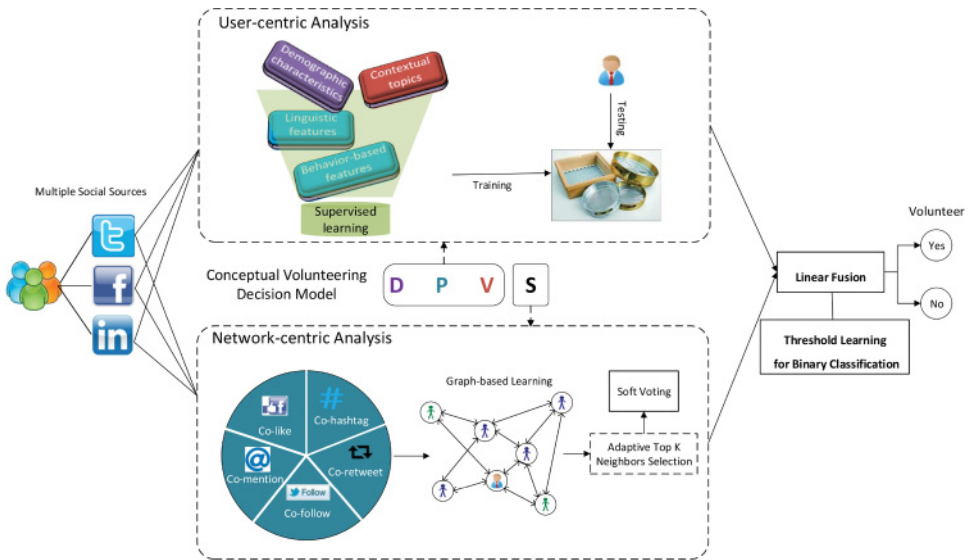 User-centric Analysis
Demographic
characteristics
Contextual
topics
Linguistic
features
Behavior-based
features
Supervised
learning
Training
Testing
Multiple Social Sources
t
f
in
Conceptual Volunteering
Decision Model
D P V S
Network-centric Analysis
Co-like
#
Co-hashtag
@
Co-mention
Co-retweet
Follow
Co-follow
Graph-based Learning
Soft Voting
Adaptive Top K
Neighbors Selection
Volunteer
Yes
Linear Fusion
No
Threshold Learning
for Binary Classification